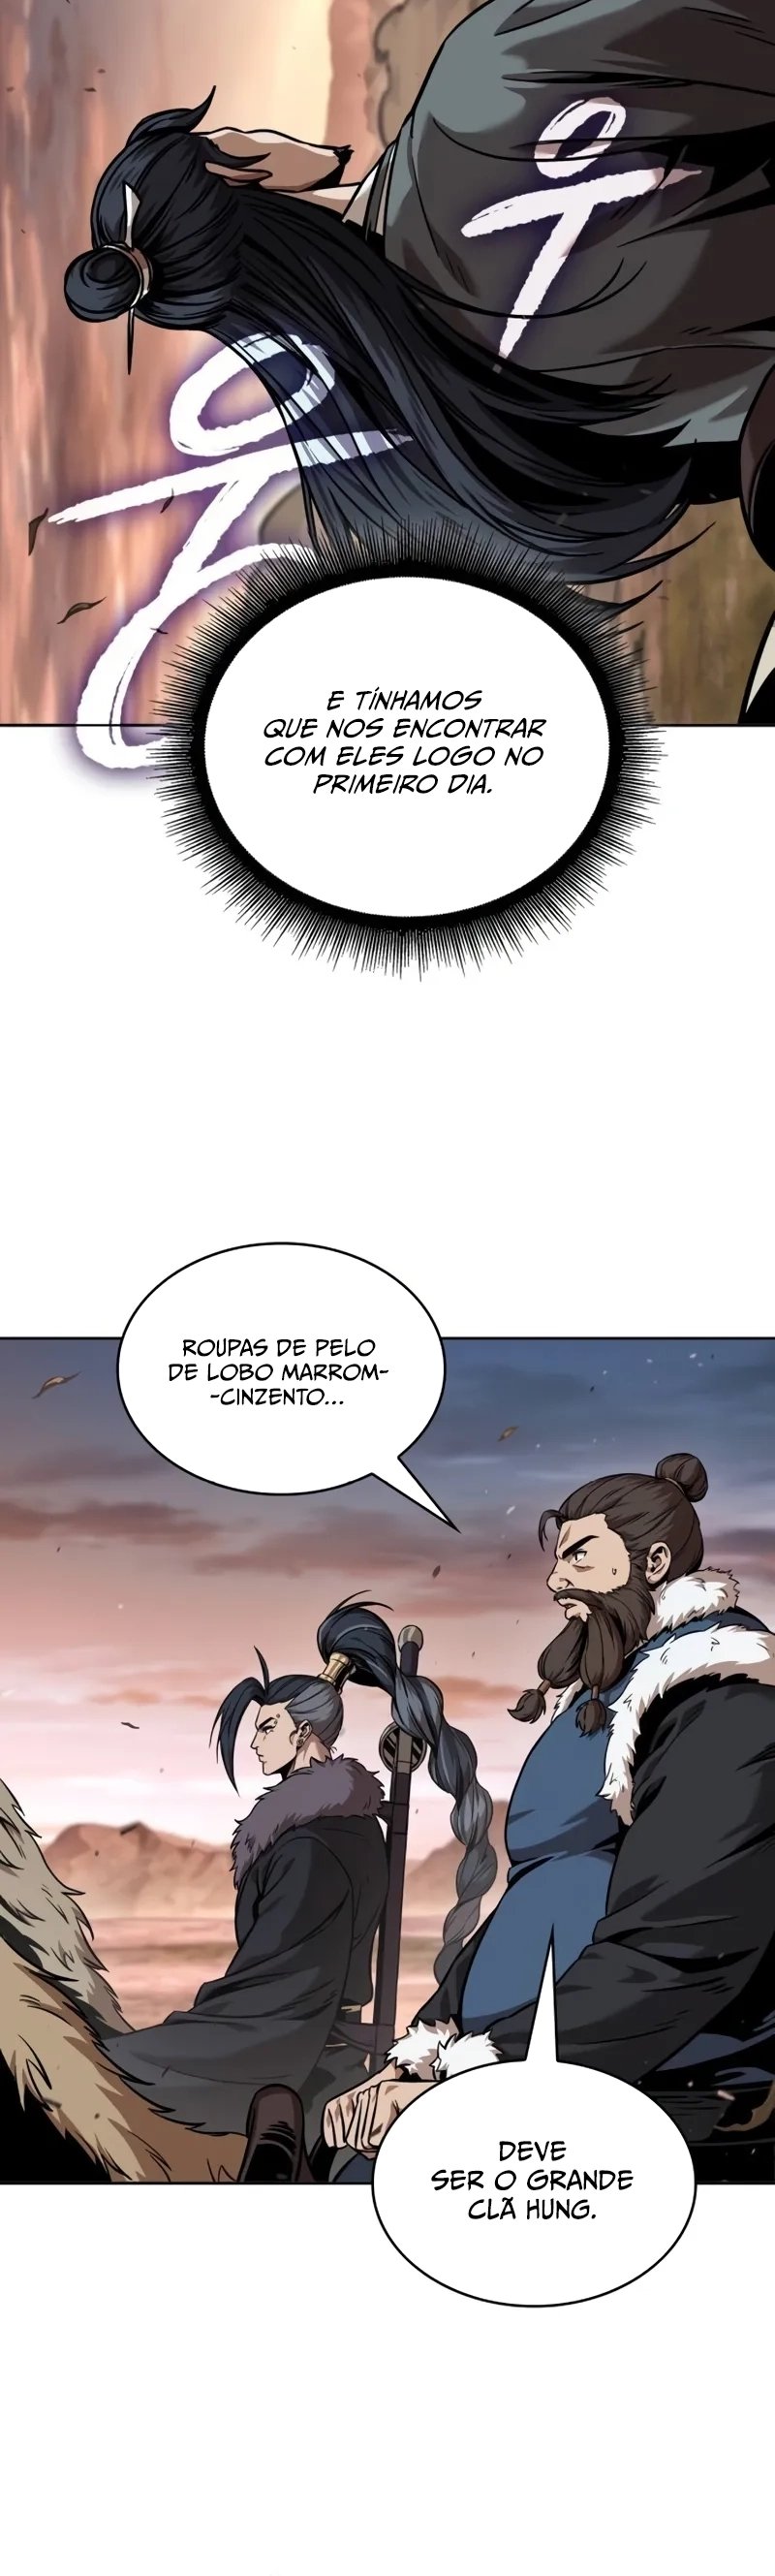 우
웅
E TÍNHAMOS
QUE NOS ENCONTRAR
COM ELES LOGO NO
PRIMEIRO DIA.
ROUPAS DE PELO
DE LOBO MARROM-
-CINZENTO...
DEVE
SER O GRANDE
CLÃ HUNG.